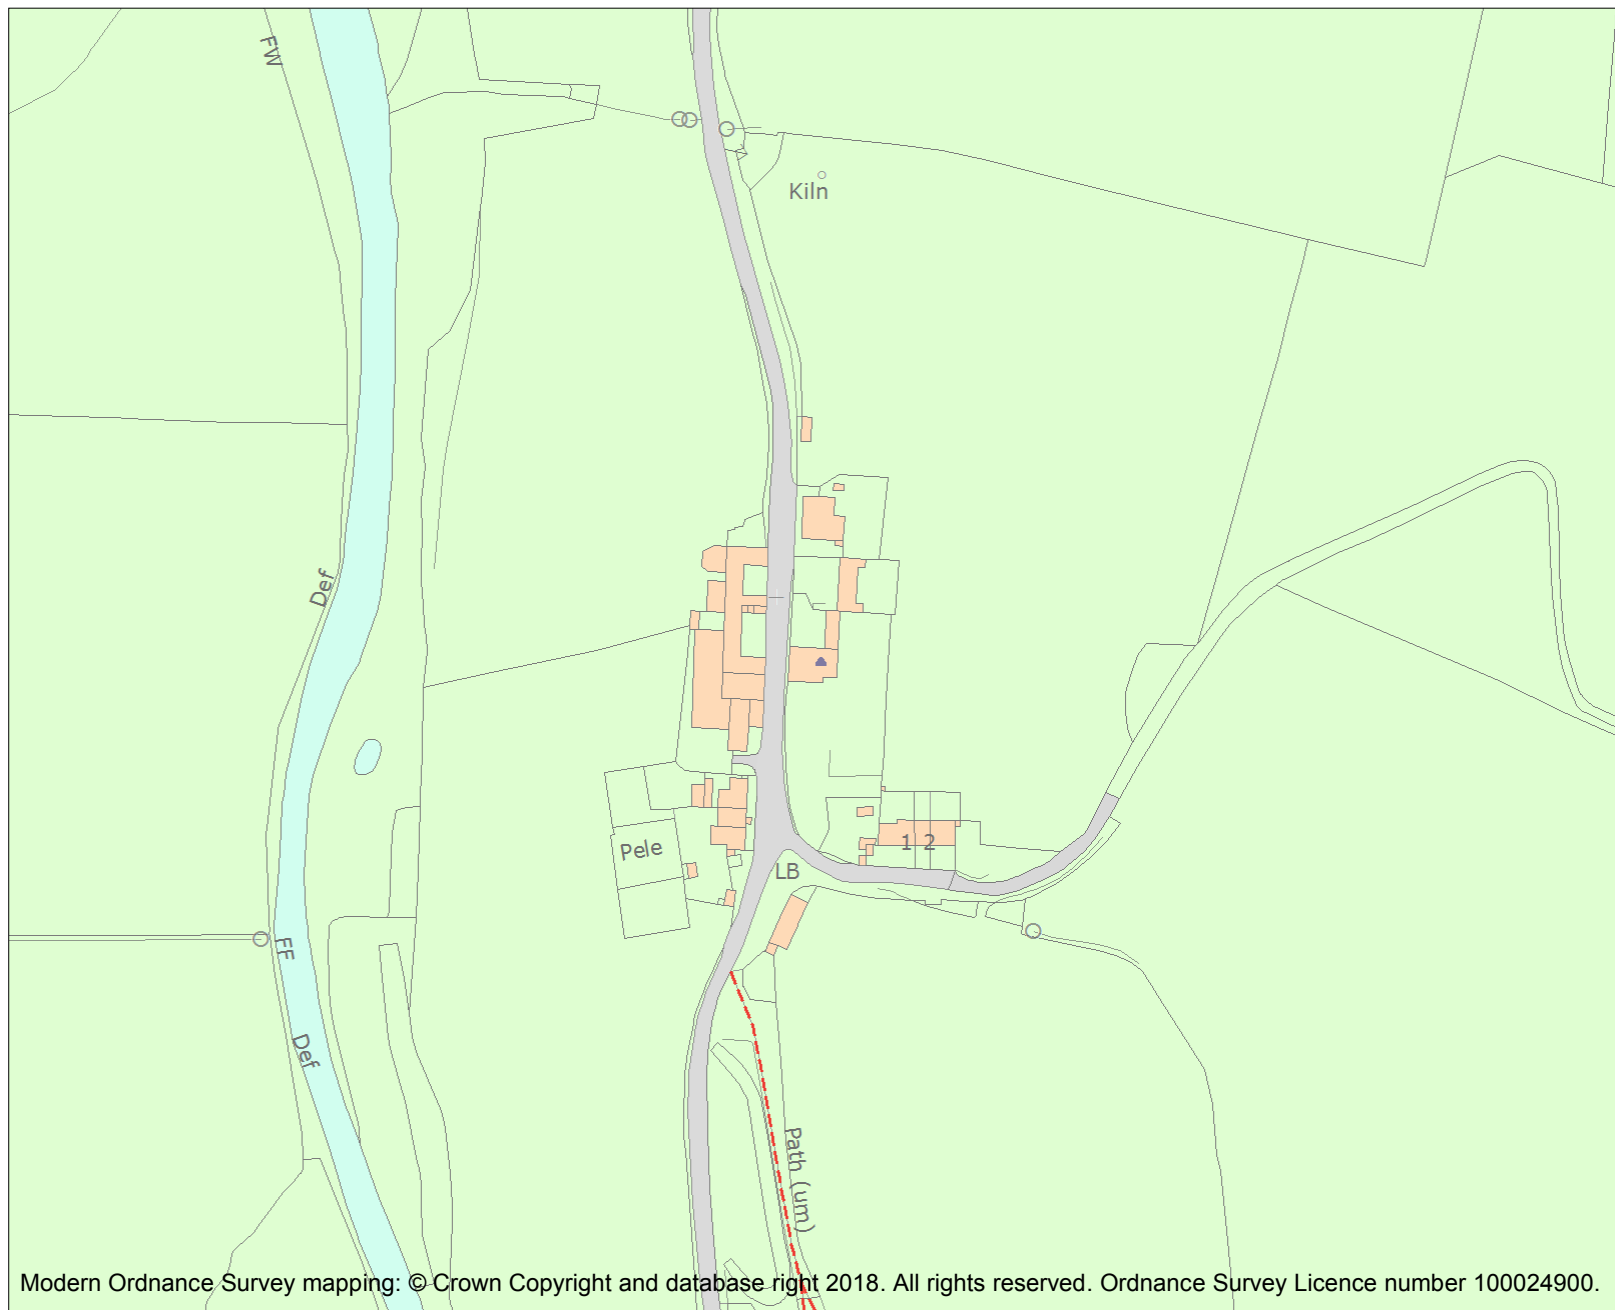 FW
Kiln
Def
Pele
1 2
LB
FF
Def
Path (um)
Modern Ordnance Survey mapping: © Crown Copyright and database right 2018. All rights reserved. Ordnance Survey Licence number 100024900.